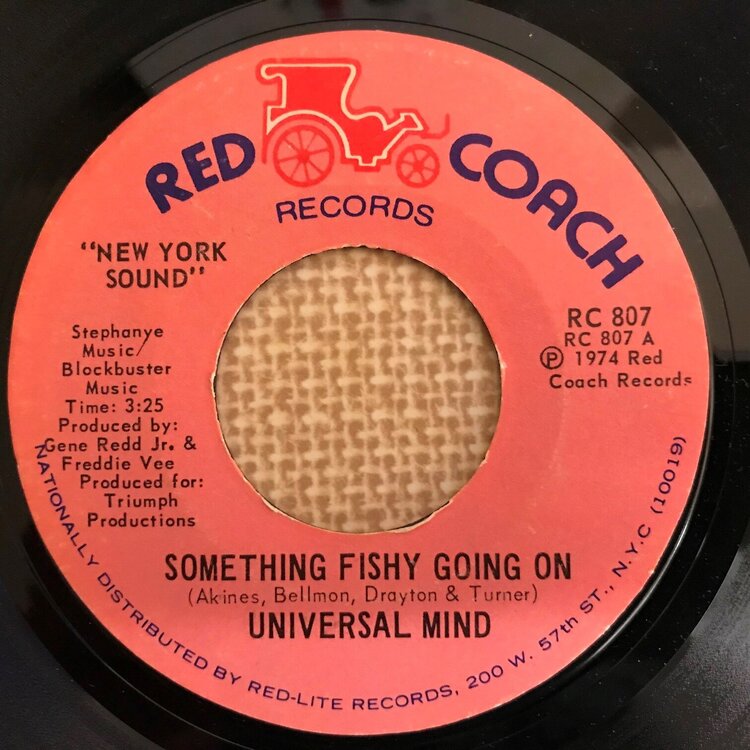 RED COACH
RECORDS
"NEW YORK
SOUND"
Stephanye
Music/
Blockbuster
Music
Time: 3:25
Produced by:
Gene Redd Jr. &
Freddie Vee
Produced for:
Triumph
Productions
RC 807
RC 807 A
℗ 1974 Red
Coach Records
SOMETHING FISHY GOING ON
(Akines, Bellmon, Drayton & Turner)
UNIVERSAL MIND
NATIONALLY DISTRIBUTED BY RED-LITE RECORDS, 200 W. 57th ST., N.Y.C (10019)